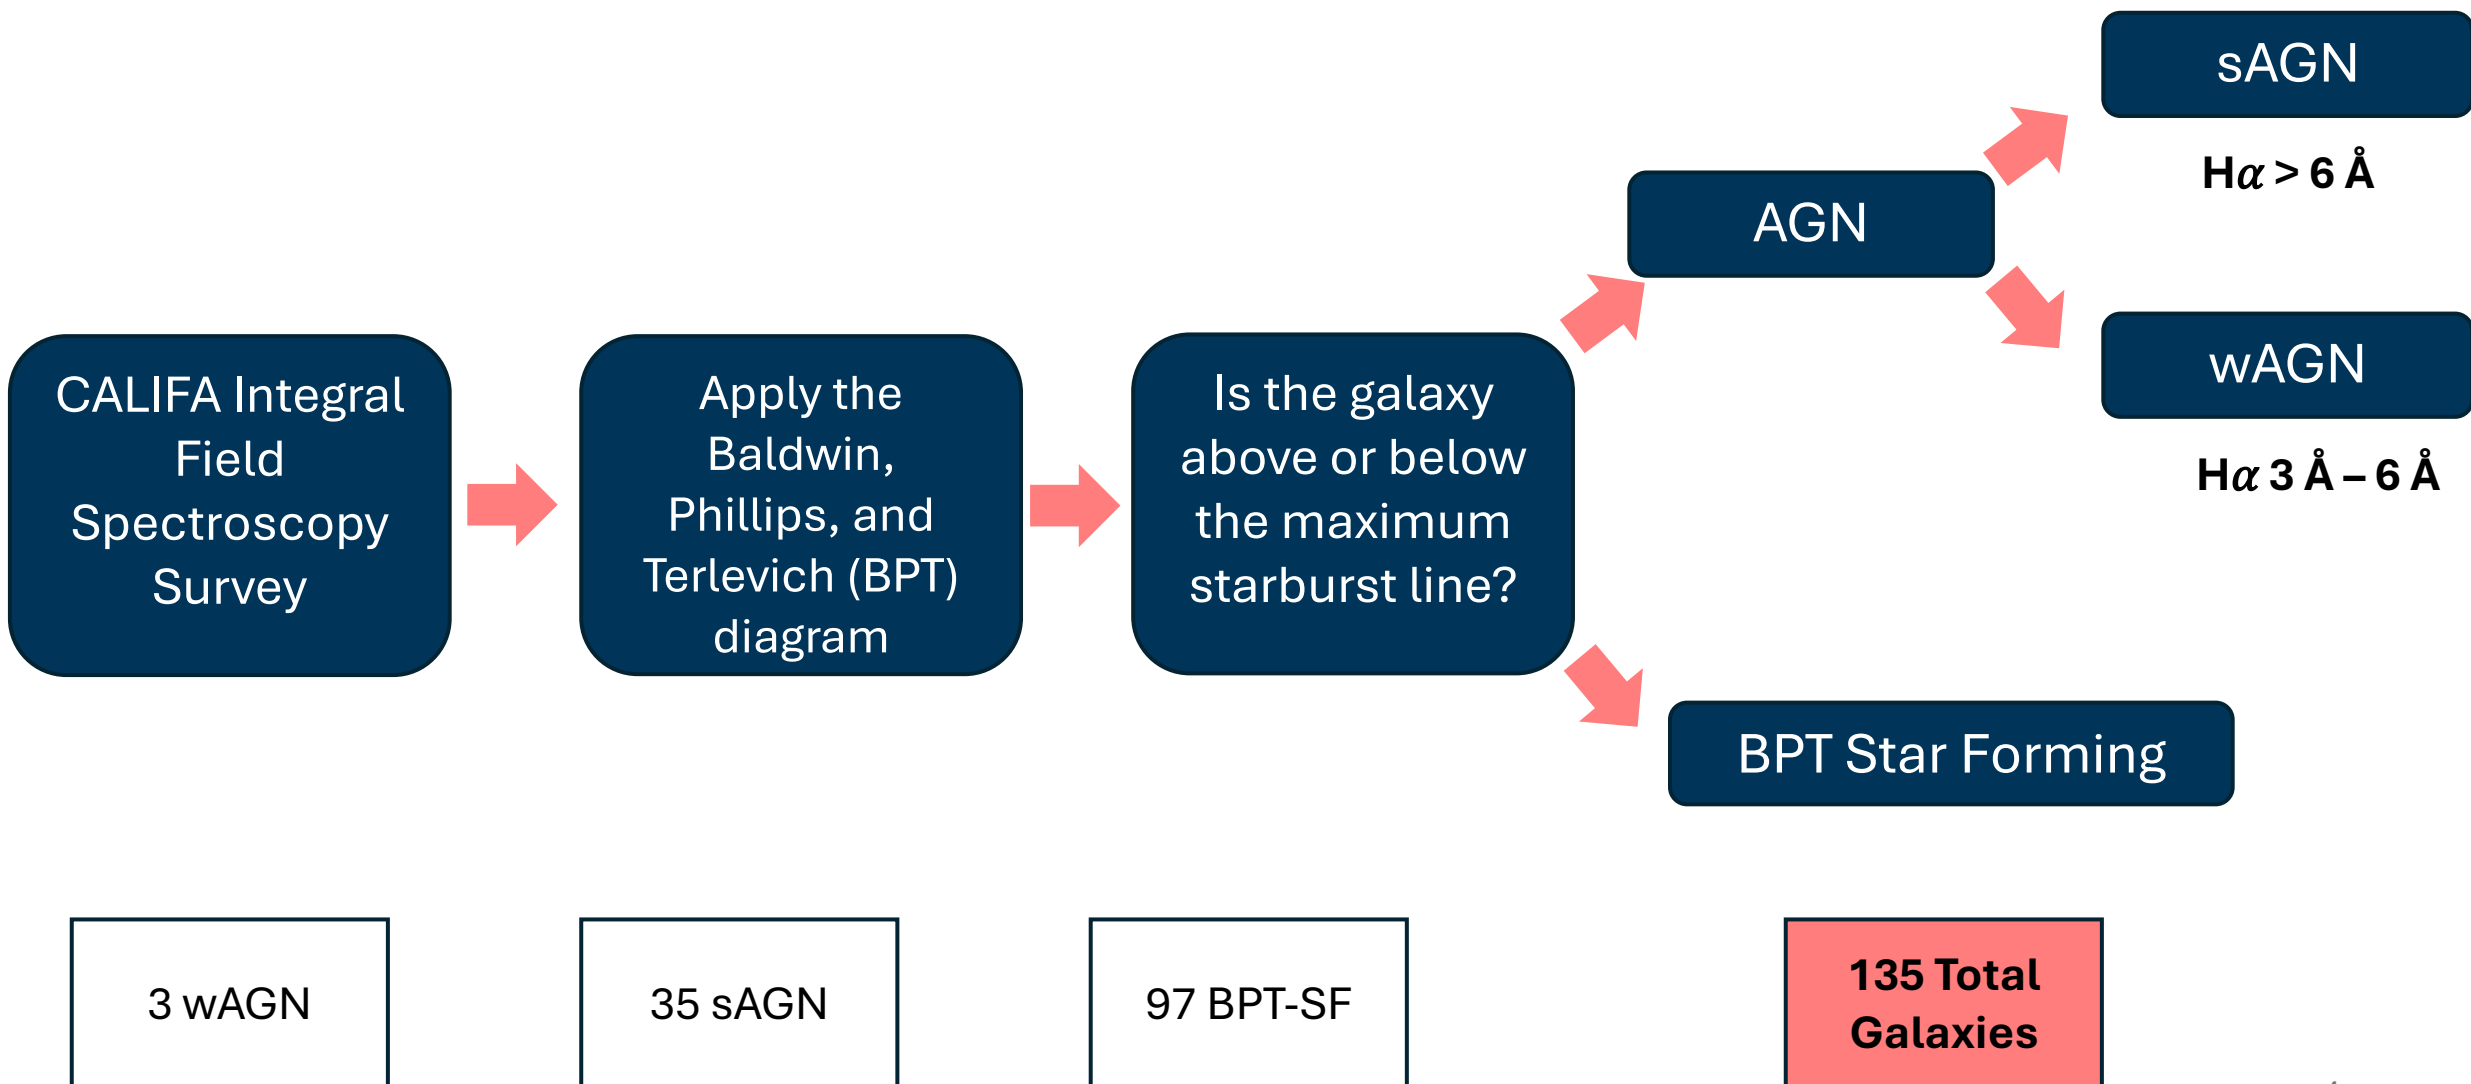 CALIFA Integral
Field
Spectroscopy
Survey
Apply the
Baldwin,
Phillips, and
Terlevich (BPT)
diagram
Is the galaxy
above or below
the maximum
starburst line?
AGN
sAGN
H𝛼 > 6 Å
wAGN
H𝛼 3 Å – 6 Å
BPT Star Forming
3 wAGN
35 sAGN
97 BPT-SF
135 Total
Galaxies